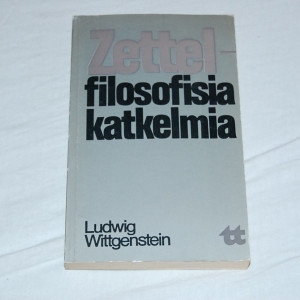 Zettel –
filosofisia
katkelmia
Ludwig
Wittgenstein
tt